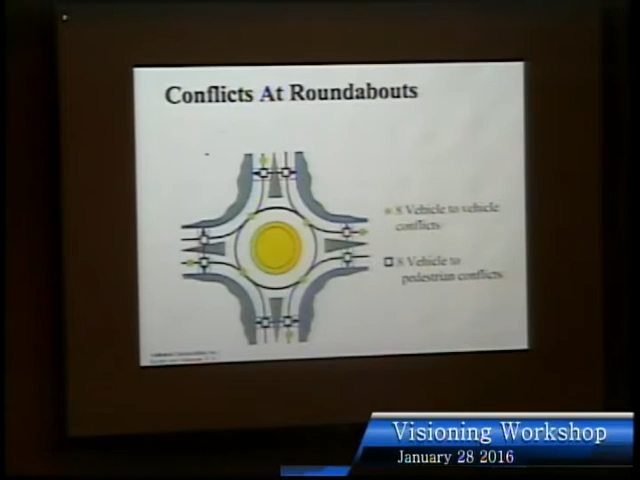 Conflicts At Roundabouts
8 Vehicle to vehicle
conflicts
8 Vehicle to
pedestrian conflicts
Visioning Workshop
January 28 2016